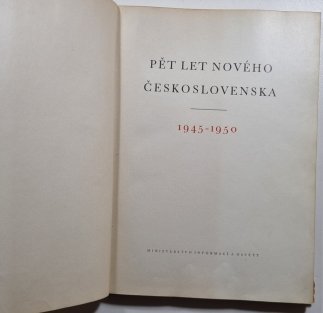 PĚT LET NOVÉHO
ČESKOSLOVENSKA
1945-1950
MINISTERSTVO INFORMACÍ A OSVĚTY